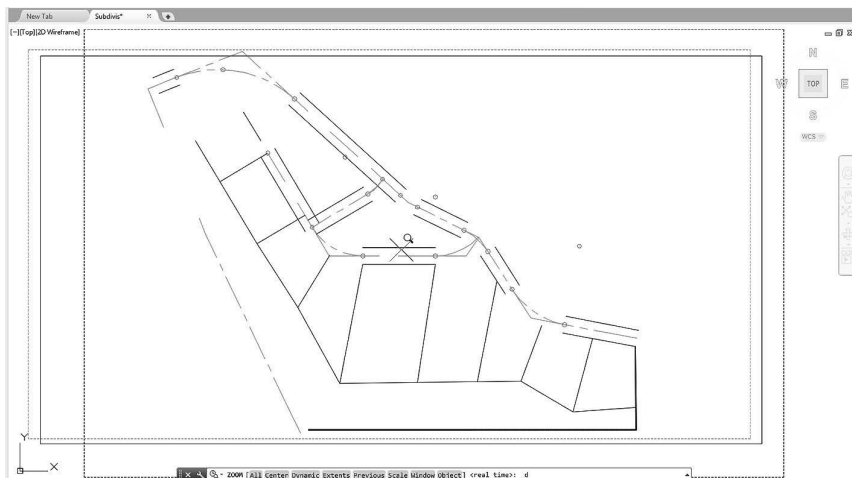 New Tab
Subdivis*
[−][Top][2D Wireframe]
N
W
TOP
E
S
WCS
Y
X
ZOOM [All Center Dynamic Extents Previous Scale Window Object] <real time>: d